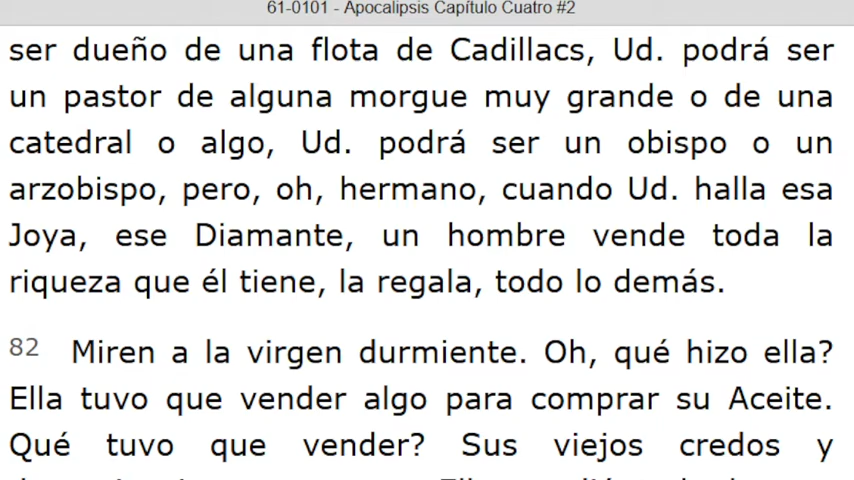 61-0101 - Apocalipsis Capítulo Cuatro #2
ser dueño de una flota de Cadillacs, Ud. podrá ser
un pastor de alguna morgue muy grande o de una
catedral o algo, Ud. podrá ser un obispo o un
arzobispo, pero, oh, hermano, cuando Ud. halla esa
Joya, ese Diamante, un hombre vende toda la
riqueza que él tiene, la regala, todo lo demás.
82 Miren a la virgen durmiente. Oh, qué hizo ella?
Ella tuvo que vender algo para comprar su Aceite.
Qué tuvo que vender? Sus viejos credos y